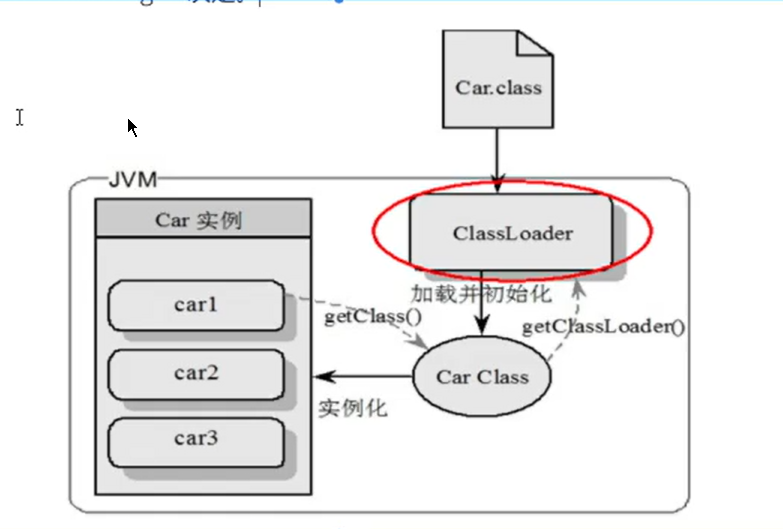 Car.class
JVM
Car 实例
ClassLoader
car1
加载并初始化
getClass()
getClassLoader()
car2
Car Class
实例化
car3